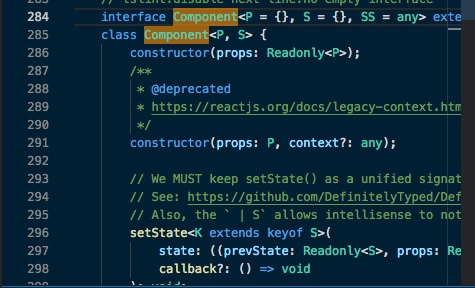 284 interface Component<P = {}, S = {}, SS = any>
285 class Component<P, S> {
286 constructor(props: Readonly<P>);
287 /**
288 * @deprecated
289 * https://reactjs.org/docs/legacy-context.htm
290 */
291 constructor(props: P, context?: any);
292
293 // We MUST keep setState() as a unified
294 // See: https://github.com/DefinitelyTyped/Def
295 // Also, the ` | S` allows intellisense to not
296 setState<K extends keyof S>(
297 state: ((prevState: Readonly<S>, props:
298 callback?: () => void